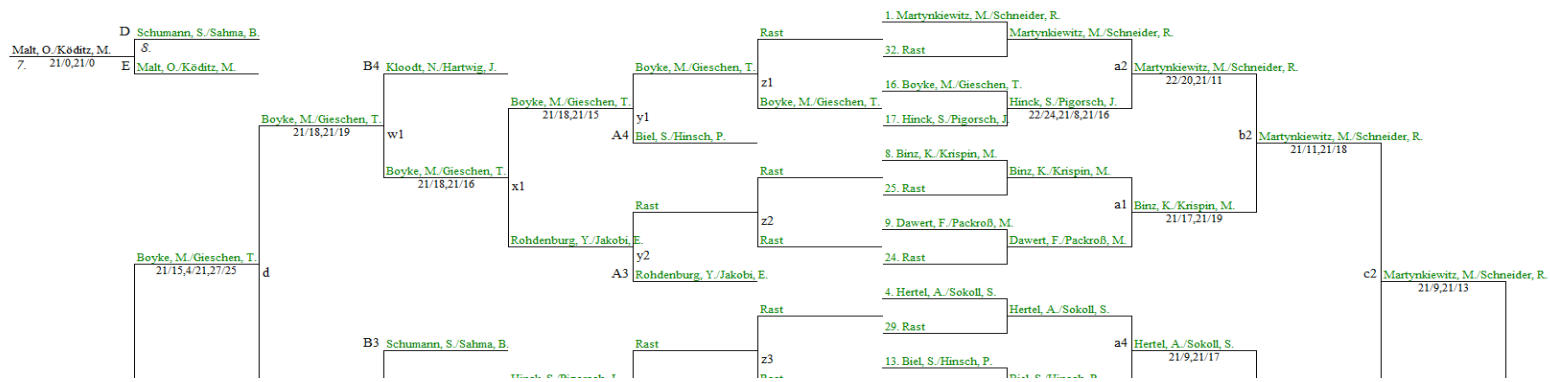 1. Martynkiewitz, M./Schneider, R.
D Schumann, S./Sahma, B. Rast Martynkiewitz, M./Schneider, R.
Malt, O./Köditz, M. 8. 32. Rast
7. 21/0,21/0 E Malt, O./Köditz, M. B4 Kloodt, N./Hartwig, J. Boyke, M./Gieschen, T. a2 Martynkiewitz, M./Schneider, R.
z1 16. Boyke, M./Gieschen, T. 22/20,21/11
Boyke, M./Gieschen, T. Boyke, M./Gieschen, T. Hinck, S./Pigorsch, J.
21/18,21/15 y1 17. Hinck, S./Pigorsch, J. 22/24,21/8,21/16
Boyke, M./Gieschen, T. w1 A4 Biel, S./Hinsch, P. b2 Martynkiewitz, M./Schneider, R.
21/18,21/19 8. Binz, K./Krispin, M. 21/11,21/18
Boyke, M./Gieschen, T. Rast Binz, K./Krispin, M.
21/18,21/16 x1 25. Rast
Rast a1 Binz, K./Krispin, M.
z2 9. Dawert, F./Packroß, M. 21/17,21/19
Rohdenburg, Y./Jakobi, E. Rast Dawert, F./Packroß, M.
Boyke, M./Gieschen, T. y2 24. Rast
21/15,4/21,27/25 d A3 Rohdenburg, Y./Jakobi, E. c2 Martynkiewitz, M./Schneider, R.
4. Hertel, A./Sokoll, S. 21/9,21/13
Rast Hertel, A./Sokoll, S.
29. Rast
B3 Schumann, S./Sahma, B. Rast a4 Hertel, A./Sokoll, S.
z3 13. Biel, S./Hinsch, P. 21/9,21/17